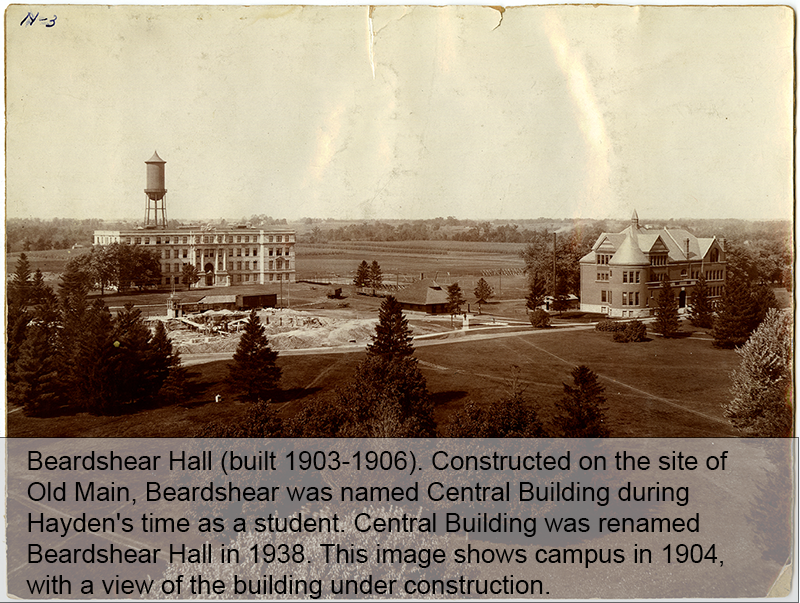 N-3
Beardshear Hall (built 1903-1906). Constructed on the site of
Old Main, Beardshear was named Central Building during
Hayden's time as a student. Central Building was renamed
Beardshear Hall in 1938. This image shows campus in 1904,
with a view of the building under construction.